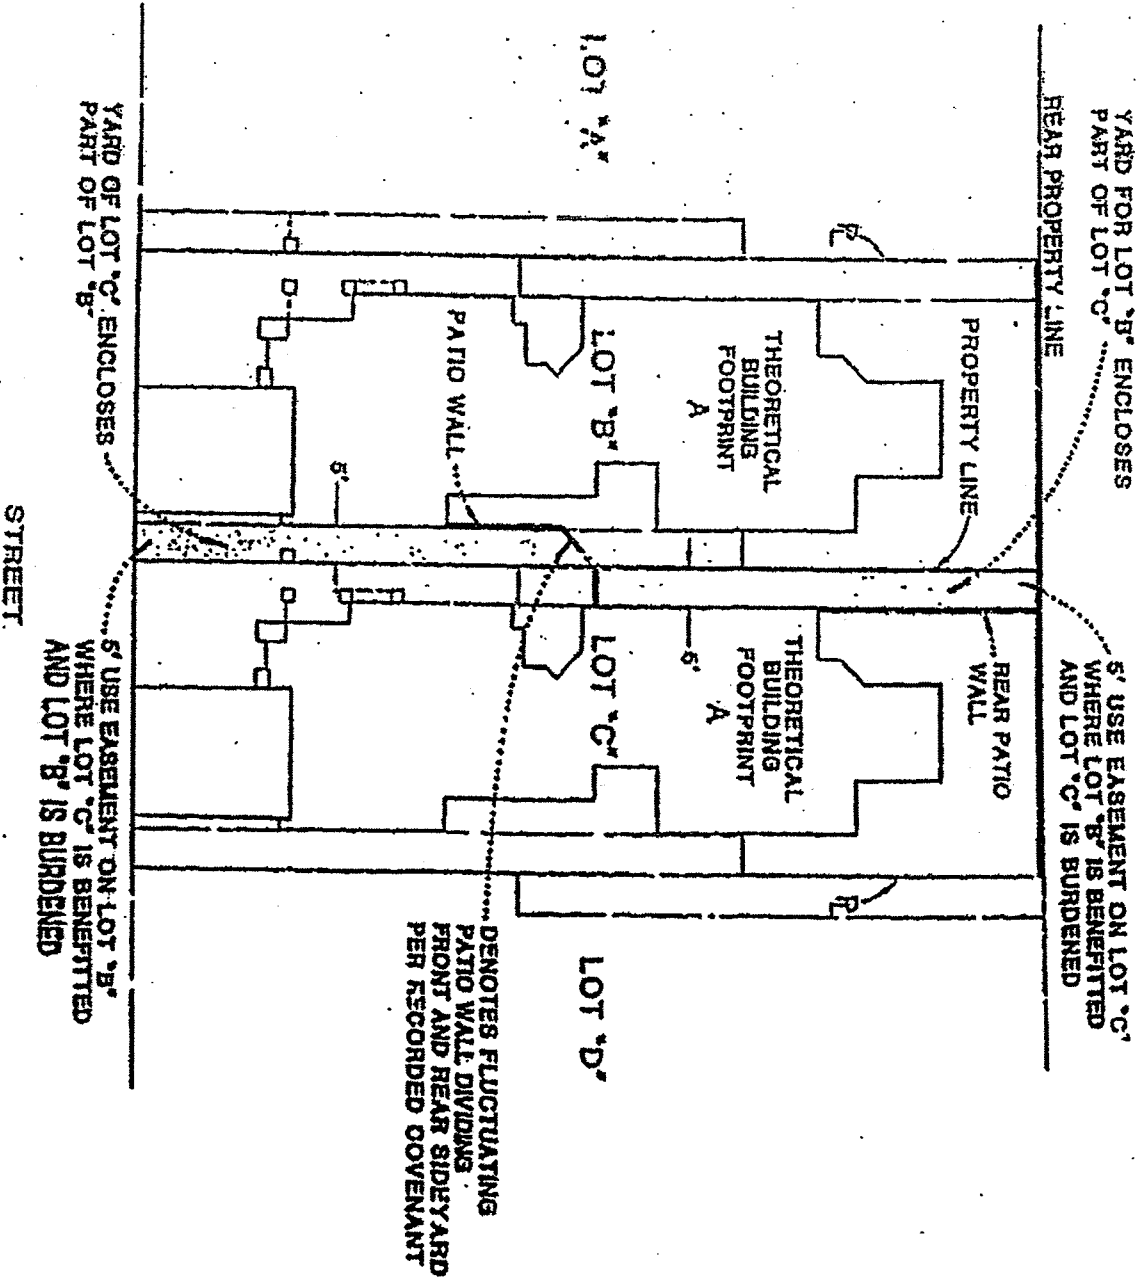 YARD FOR LOT "B" ENCLOSES
PART OF LOT "C"
5' USE EASEMENT ON LOT "C"
WHERE LOT "B" IS BENEFITTED
AND LOT "C" IS BURDENED
REAR PROPERTY LINE
PROPERTY LINE
REAR PATIO
WALL
PL
PL
THEORETICAL
BUILDING
FOOTPRINT
A
THEORETICAL
BUILDING
FOOTPRINT
A
5'
LOT "A"
LOT "B"
LOT "C"
LOT "D"
PATIO WALL
5'
DENOTES FLUCTUATING
PATIO WALL DIVIDING
FRONT AND REAR SIDEYARD
PER RECORDED COVENANT
YARD OF LOT "C" ENCLOSES
PART OF LOT "B"
5' USE EASEMENT ON LOT "B"
WHERE LOT "C" IS BENEFITTED
AND LOT "B" IS BURDENED
STREET